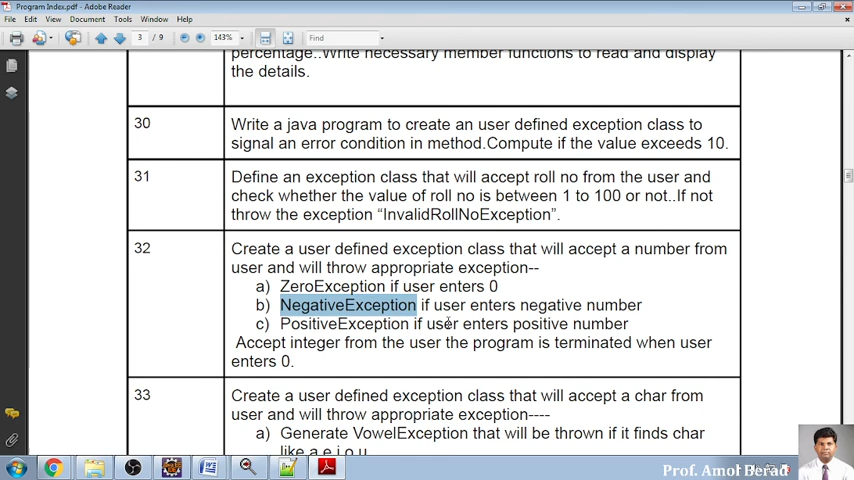 Program Index.pdf - Adobe Reader
File Edit View Document Tools Window Help
3 / 9 143% Find
percentage..Write necessary member functions to read and display
the details.
30
Write a java program to create an user defined exception class to
signal an error condition in method.Compute if the value exceeds 10.
31
Define an exception class that will accept roll no from the user and
check whether the value of roll no is between 1 to 100 or not..If not
throw the exception “InvalidRollNoException”.
32
Create a user defined exception class that will accept a number from
user and will throw appropriate exception--
a) ZeroException if user enters 0
b) NegativeException if user enters negative number
c) PositiveException if user enters positive number
Accept integer from the user the program is terminated when user
enters 0.
33
Create a user defined exception class that will accept a char from
user and will throw appropriate exception----
a) Generate VowelException that will be thrown if it finds char
like a,e,i,o,u
Prof. Amol Berad